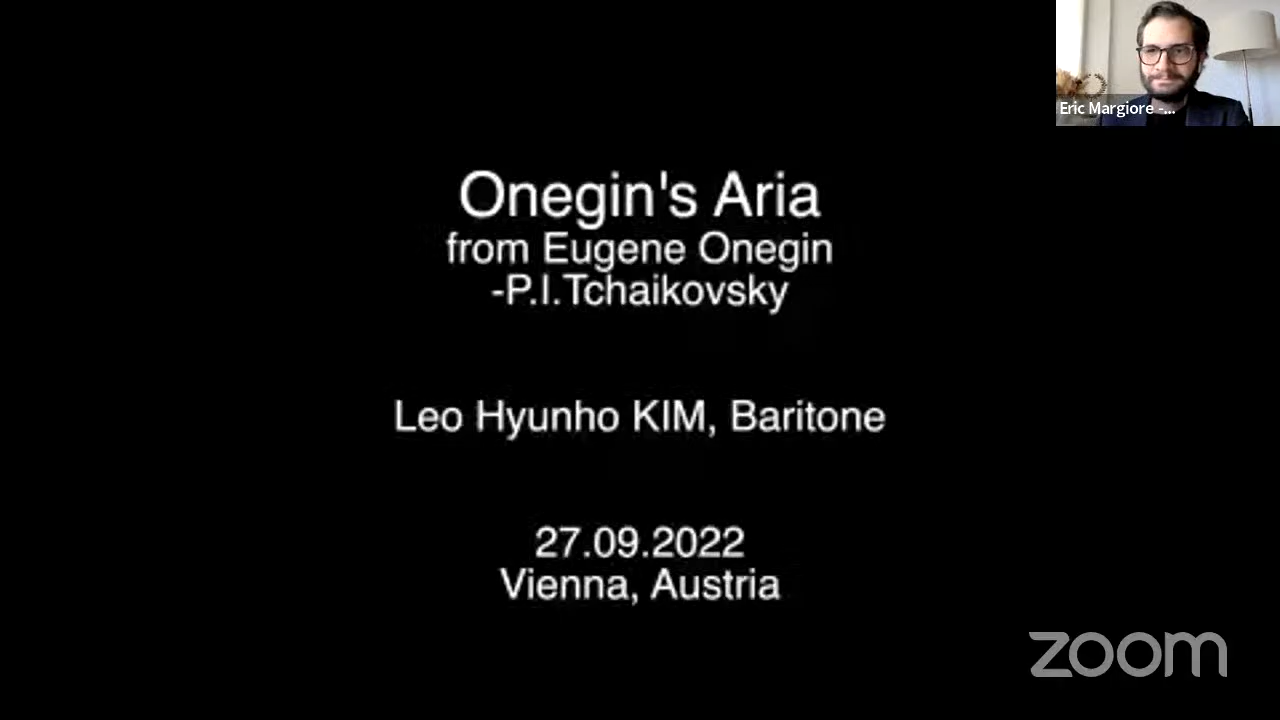 Eric Margiore -...
Onegin's Aria
from Eugene Onegin
-P.I.Tchaikovsky
Leo Hyunho KIM, Baritone
27.09.2022
Vienna, Austria
zoom